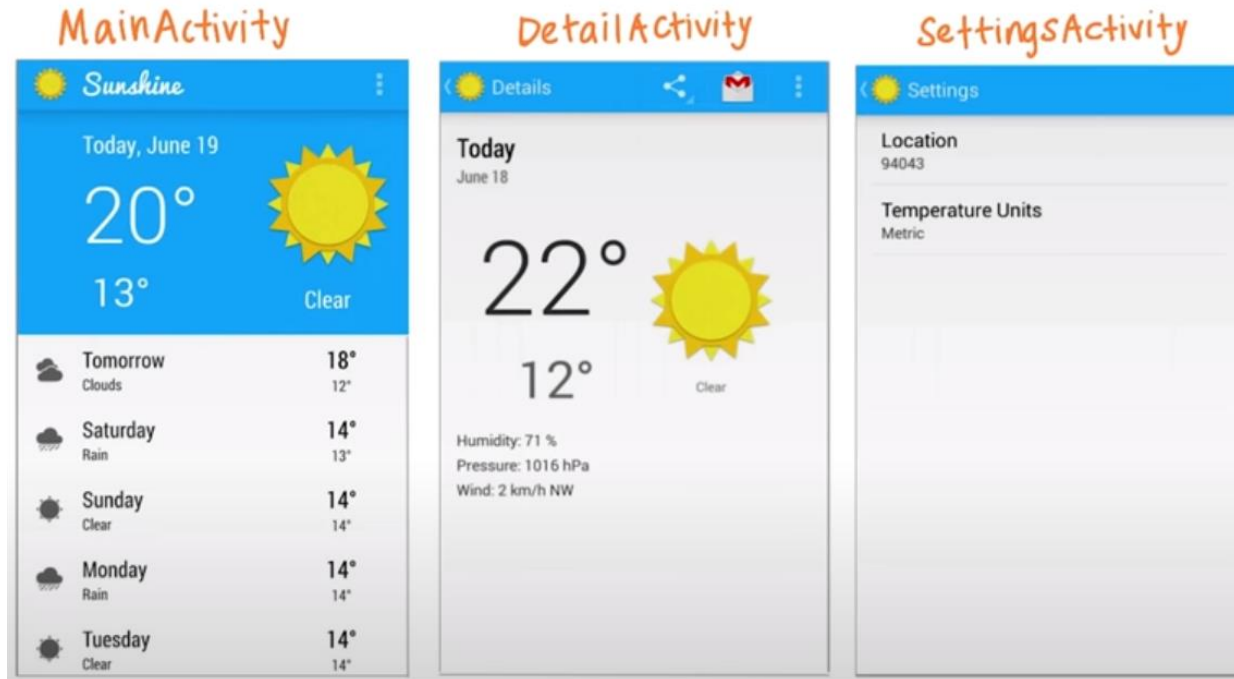 MainActivity
Sunshine
Today, June 19
20°
13°
Clear
Tomorrow
18°
Clouds
12°
Saturday
14°
Rain
13°
Sunday
14°
Clear
14°
Monday
14°
Rain
14°
Tuesday
14°
Clear
14°
DetailActivity
Details
Today
June 18
22°
12°
Clear
Humidity: 71 %
Pressure: 1016 hPa
Wind: 2 km/h NW
SettingsActivity
Settings
Location
94043
Temperature Units
Metric